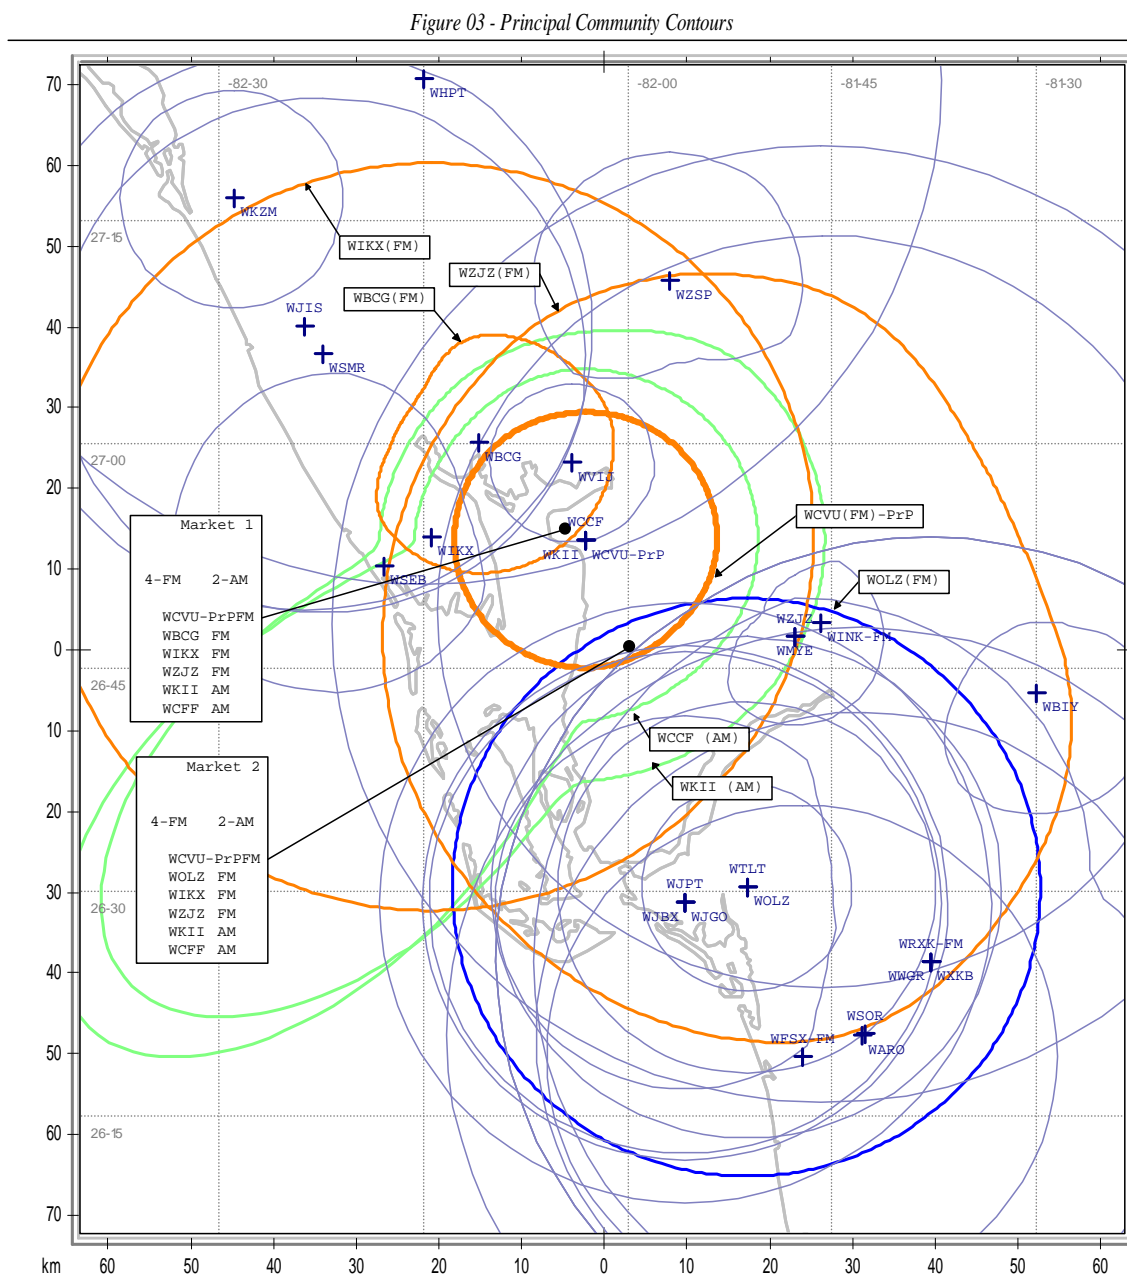 Figure 03 - Principal Community Contours
70
-82-30
-82-00
-81-45
-81-30
WHPT
60
WKZM
27-15
50
WIKX(FM)
WZJZ(FM)
WZSP
WBCG(FM)
WJIS
40
WSMR
30
WBCG
27-00
WVIJ
20
WCVU(FM)-PrP
Market 1
WCCF
WIKX
WKII
WCVU-PrP
10
WSEB
4-FM 2-AM
WOLZ(FM)
WCVU-PrPFM
WBCG FM
WIKX FM
WZJZ FM
WKII AM
WCFF AM
WZJZ
WINK-FM
WMYE
0
26-45
WBIY
10
WCCF (AM)
WKII (AM)
Market 2
20
4-FM 2-AM
WCVU-PrPFM
WOLZ FM
WIKX FM
WZJZ FM
WKII AM
WCFF AM
WTLT
WJPT
WOLZ
30
26-30
WJBX
WJGO
WRXK-FM
40
WWGR
WXKB
WSOR
WFSX-FM
WARO
50
60
26-15
70
km 60 50 40 30 20 10 0 10 20 30 40 50 60